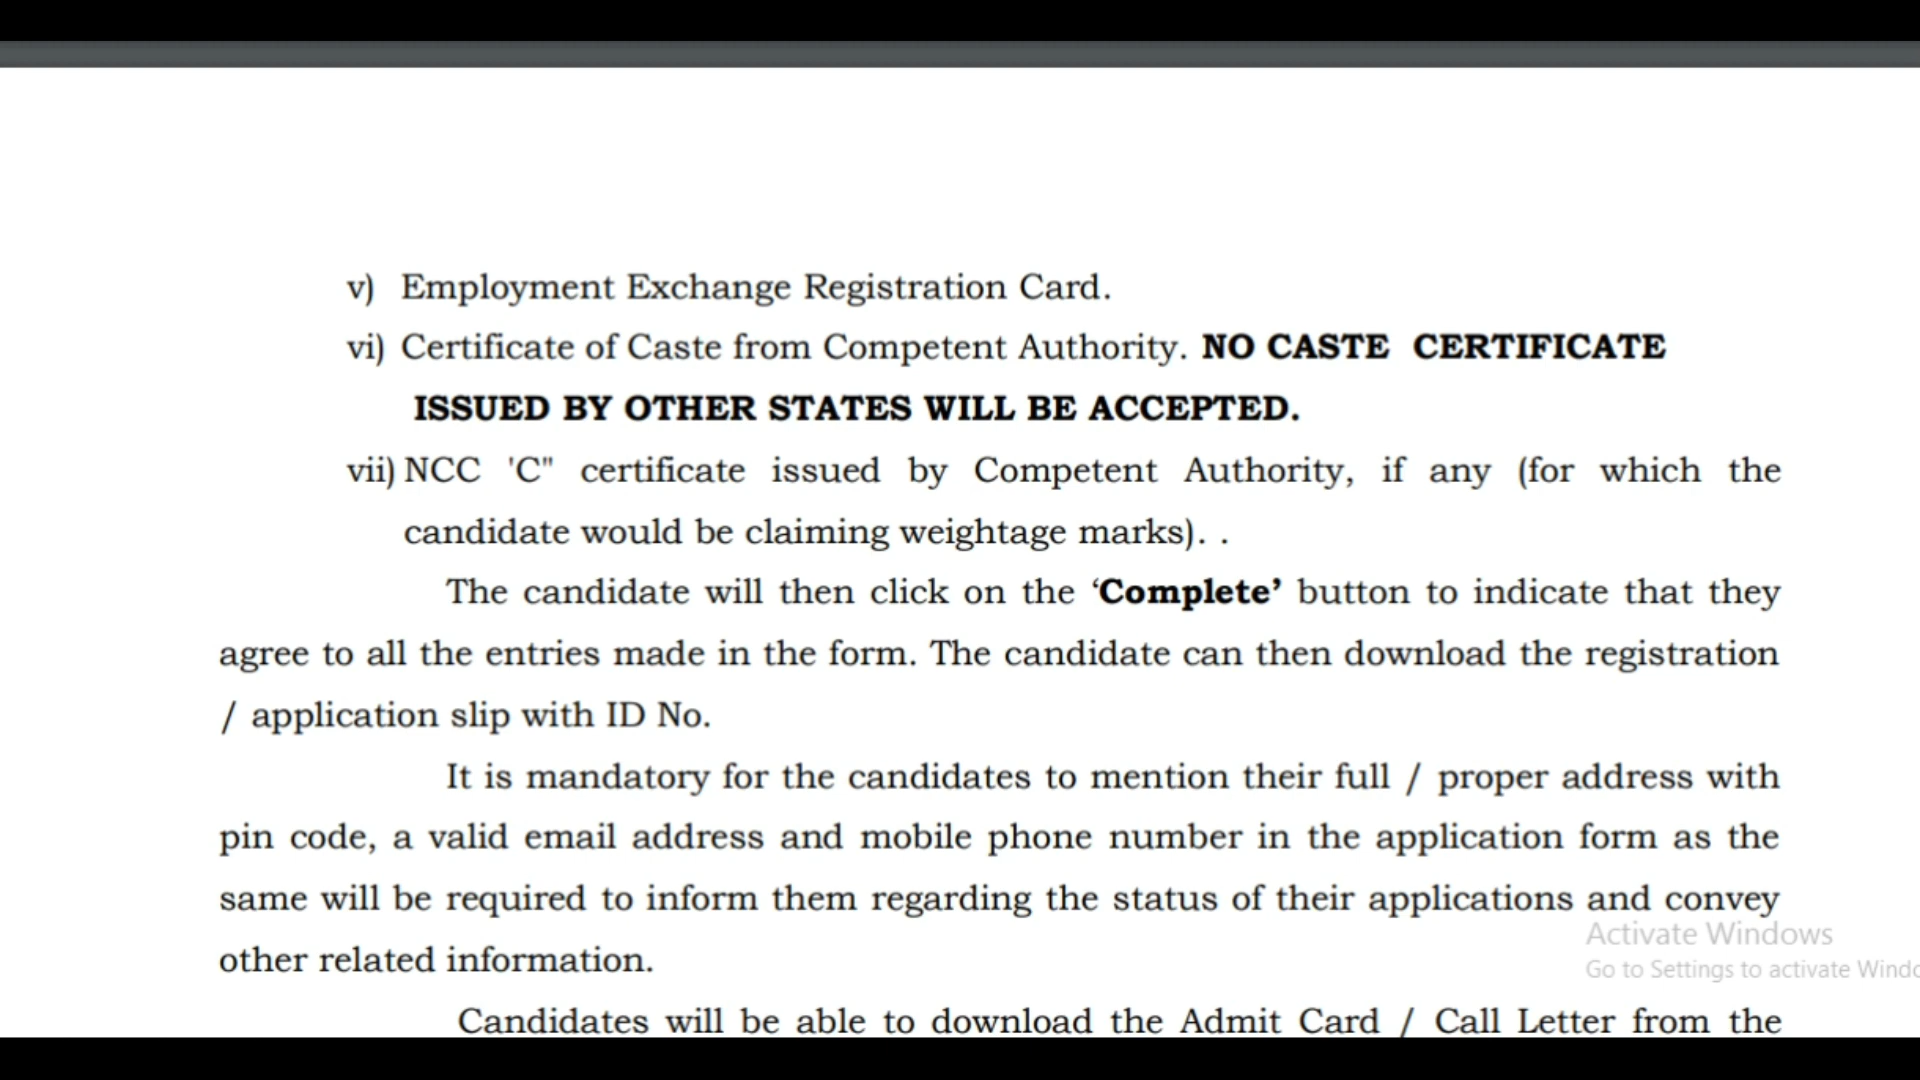 v) Employment Exchange Registration Card.
vi) Certificate of Caste from Competent Authority. NO CASTE CERTIFICATE
ISSUED BY OTHER STATES WILL BE ACCEPTED.
vii) NCC 'C" certificate issued by Competent Authority, if any (for which the
candidate would be claiming weightage marks). .
The candidate will then click on the ‘Complete’ button to indicate that they
agree to all the entries made in the form. The candidate can then download the registration
/ application slip with ID No.
It is mandatory for the candidates to mention their full / proper address with
pin code, a valid email address and mobile phone number in the application form as the
same will be required to inform them regarding the status of their applications and convey
other related information.
Activate Windows
Go to Settings to activate Windo
Candidates will be able to download the Admit Card / Call Letter from the